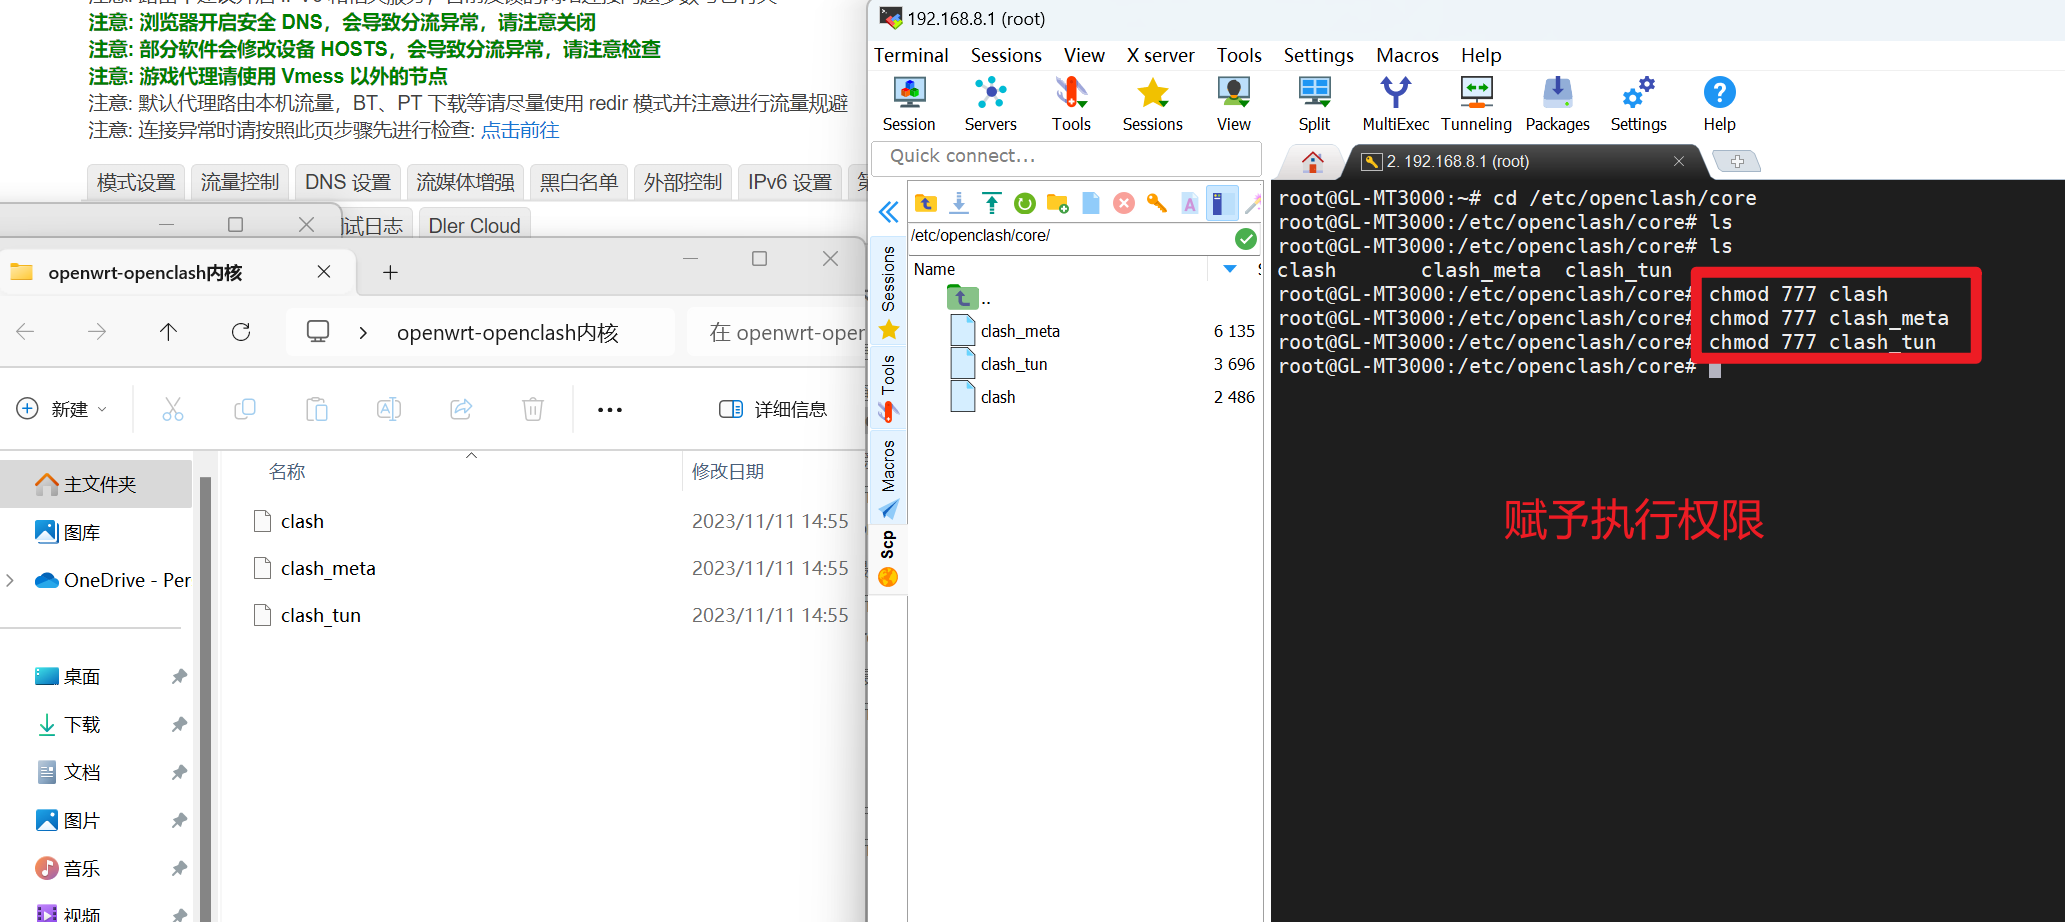 注意: 浏览器开启安全 DNS，会导致分流异常，请注意关闭
注意: 部分软件会修改设备 HOSTS，会导致分流异常，请注意检查
注意: 游戏代理请使用 Vmess 以外的节点
注意: 默认代理路由本机流量，BT、PT 下载等请尽量使用 redir 模式并注意进行流量规避
注意: 连接异常时请按照此页步骤先进行检查: 点击前往
模式设置 流量控制 DNS 设置 流媒体增强 黑白名单 外部控制 IPv6 设置
试日志 Dler Cloud
openwrt-openclash内核
openwrt-openclash内核
在 openwrt-oper
新建
详细信息
名称 修改日期
主文件夹
图库
OneDrive - Per
桌面
下载
文档
图片
音乐
视频
clash 2023/11/11 14:55
clash_meta 2023/11/11 14:55
clash_tun 2023/11/11 14:55
192.168.8.1 (root)
Terminal Sessions View X server Tools Settings Macros Help
Session Servers Tools Sessions View Split MultiExec Tunneling Packages Settings Help
Quick connect...
2. 192.168.8.1 (root)
Sessions
Tools
Macros
Scp
/etc/openclash/core/
Name
..
clash_meta 6 135
clash_tun 3 696
clash 2 486
root@GL-MT3000:~# cd /etc/openclash/core
root@GL-MT3000:/etc/openclash/core# ls
root@GL-MT3000:/etc/openclash/core# ls
clash clash_meta clash_tun
root@GL-MT3000:/etc/openclash/core# chmod 777 clash
root@GL-MT3000:/etc/openclash/core# chmod 777 clash_meta
root@GL-MT3000:/etc/openclash/core# chmod 777 clash_tun
root@GL-MT3000:/etc/openclash/core#
赋予执行权限